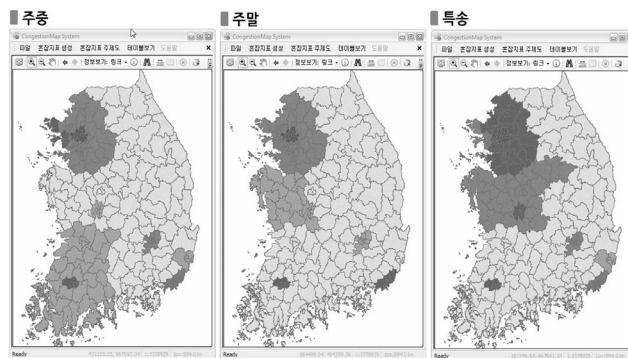 주중
CongestionMap System
파일 혼잡지표 생성 혼잡지표 주제도 테이블보기 도움말
정보보기: 링크
Ready
주말
CongestionMap System
파일 혼잡지표 생성 혼잡지표 주제도 테이블보기 도움말
정보보기: 링크
Ready
특송
CongestionMap System
파일 혼잡지표 생성 혼잡지표 주제도 테이블보기 도움말
정보보기: 링크
Ready